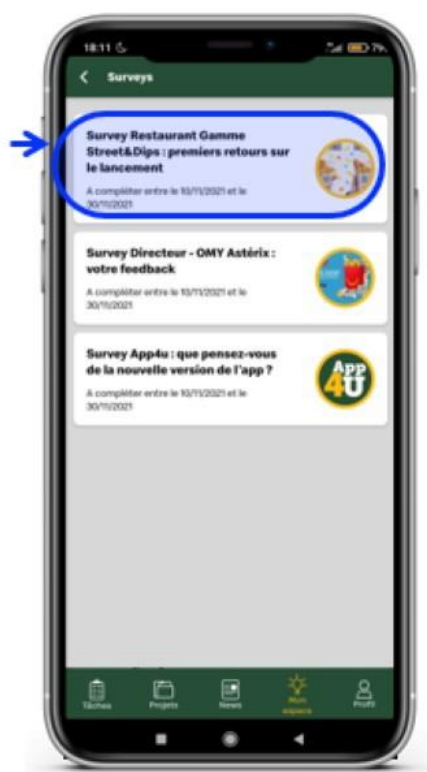 18:11
79%
Surveys
Survey Restaurant Gamme
Street&Dips : premiers retours sur
le lancement
A compléter entre le 10/11/2021 et le
30/11/2021
Survey Directeur - OMY Astérix :
votre feedback
A compléter entre le 10/11/2021 et le
30/11/2021
Survey App4u : que pensez-vous
de la nouvelle version de l'app ?
A compléter entre le 10/11/2021 et le
30/11/2021
App
4U
Tâches
Projets
News
Mon
espace
Profil